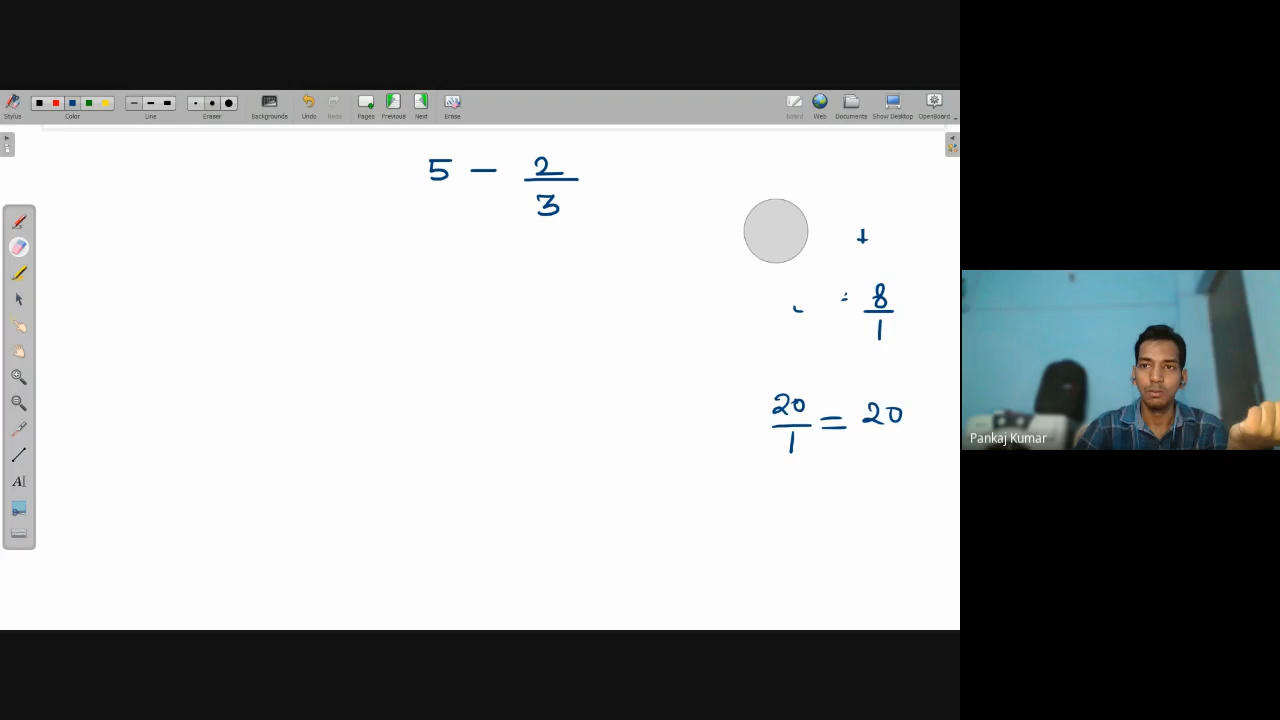 Stylus Color Line Eraser Backgrounds Undo Redo Pages Previous Next Erase Board Web Documents Show Desktop OpenBoard
5 - 2/3
+
= 8/1
20/1 = 20
Pankaj Kumar